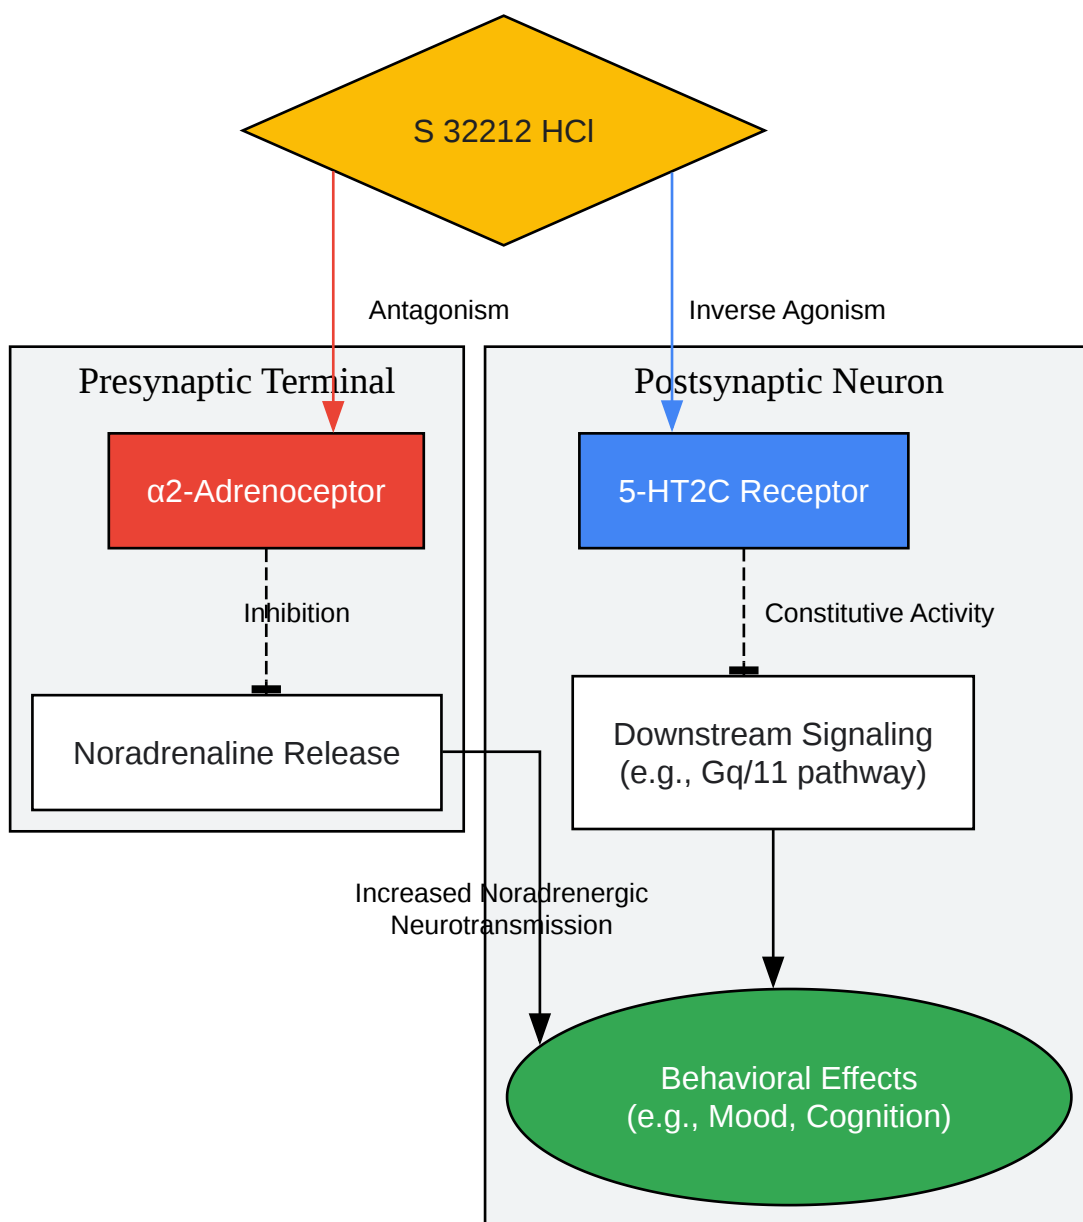 S 32212 HCl
Antagonism
Inverse Agonism
Presynaptic Terminal
Postsynaptic Neuron
α2-Adrenoceptor
5-HT2C Receptor
Inhibition
Constitutive Activity
Noradrenaline Release
Downstream Signaling
(e.g., Gq/11 pathway)
Increased Noradrenergic
Neurotransmission
Behavioral Effects
(e.g., Mood, Cognition)